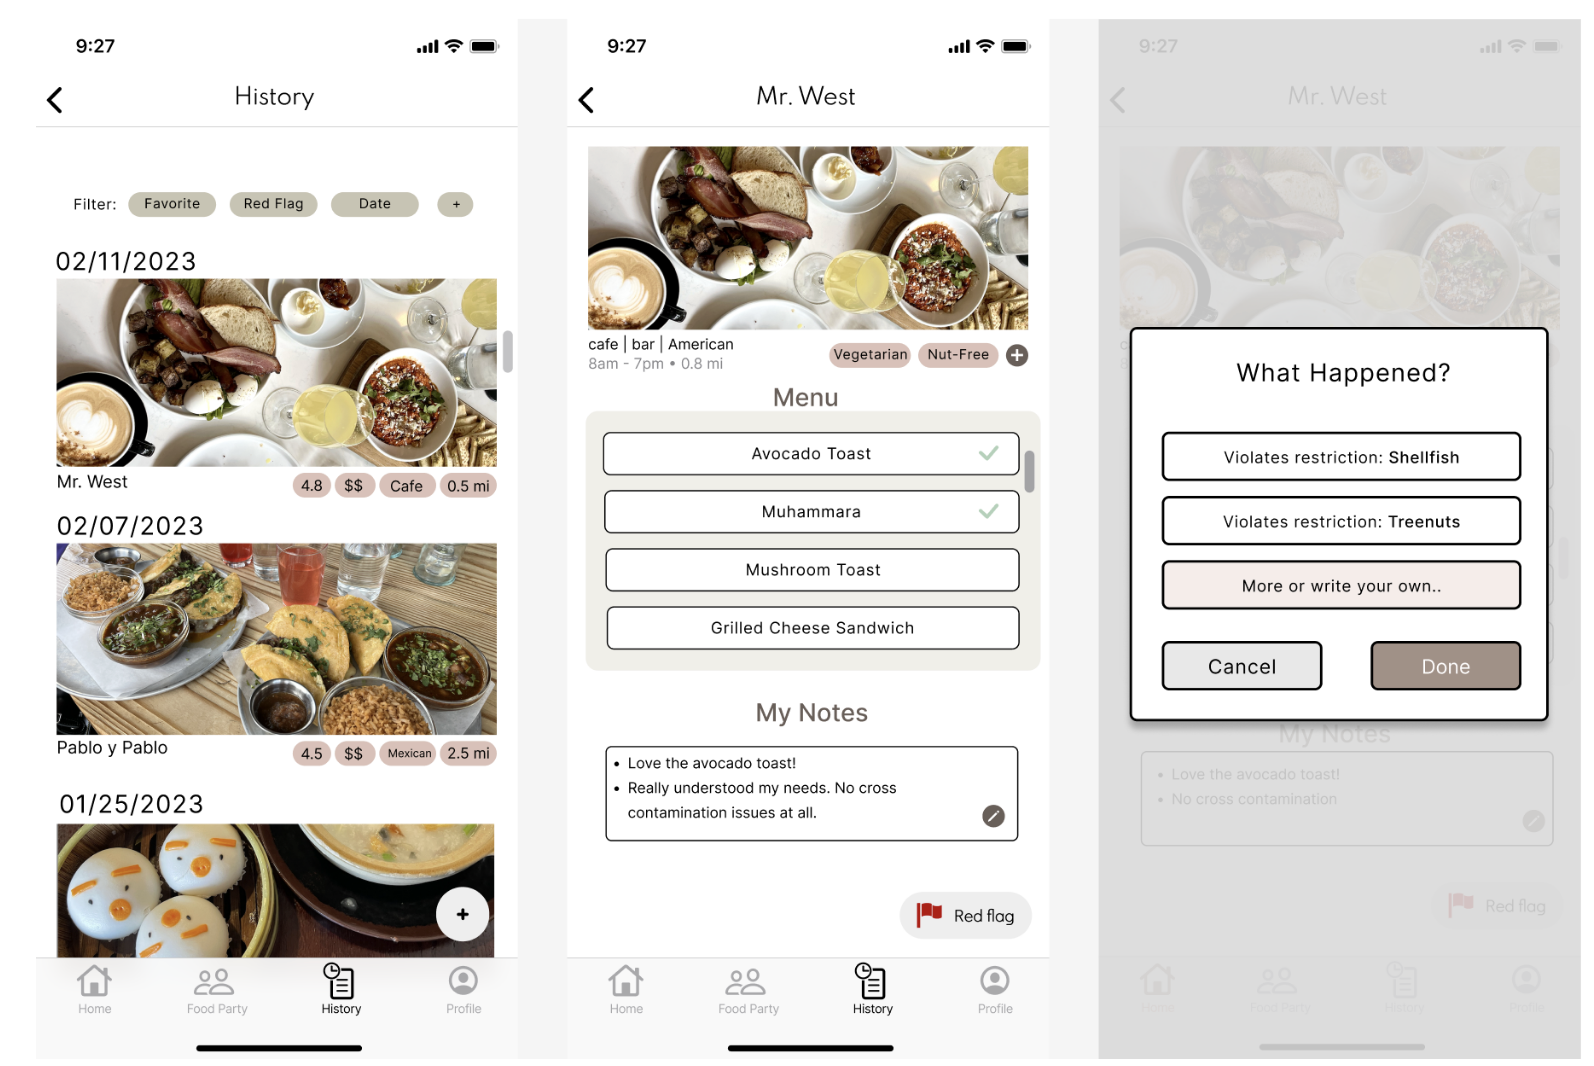 9:27
History
Filter:
Favorite
Red Flag
Date
+
02/11/2023
Mr. West
4.8
$$
Cafe
0.5 mi
02/07/2023
Pablo y Pablo
4.5
$$
Mexican
2.5 mi
01/25/2023
+
Home
Food Party
History
Profile
9:27
Mr. West
cafe | bar | American
8am - 7pm • 0.8 mi
Vegetarian
Nut-Free
+
Menu
Avocado Toast
Muhammara
Mushroom Toast
Grilled Cheese Sandwich
My Notes
• Love the avocado toast!
• Really understood my needs. No cross
contamination issues at all.
Red flag
Home
Food Party
History
Profile
9:27
Mr. West
What Happened?
Violates restriction: Shellfish
Violates restriction: Treenuts
More or write your own..
Cancel
Done
My Notes
• Love the avocado toast!
• No cross contamination
Red flag
Home
Food Party
History
Profile